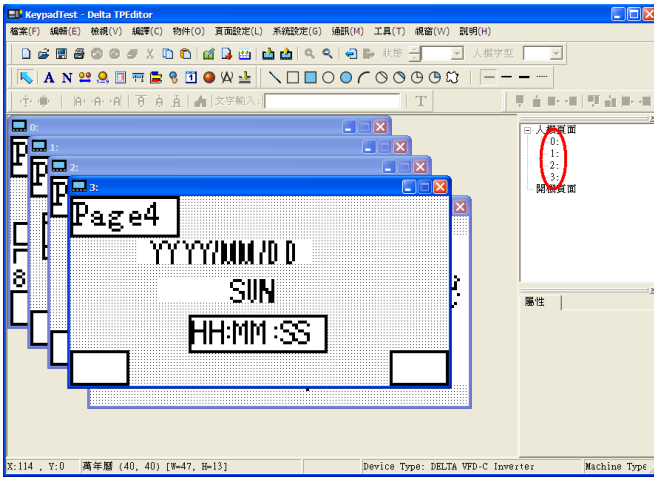 KeypadTest - Delta TPEditor
檔案(F) 編輯(E) 檢視(V) 編譯(C) 物件(O) 頁面設定(L) 系統設定(G) 通訊(M) 工具(T) 視窗(W) 說明(H)
狀態 人機字型
A N
文字輸入: T
0:
1:
2:
3:
Page4
YYYY/MM/DD
SUN
HH:MM:SS
8
人機頁面
0:
1:
2:
3:
開機頁面
屬性
X:114 , Y:0 萬年曆 (40, 40) [W=47, H=13] Device Type: DELTA VFD-C Inverter Machine Type